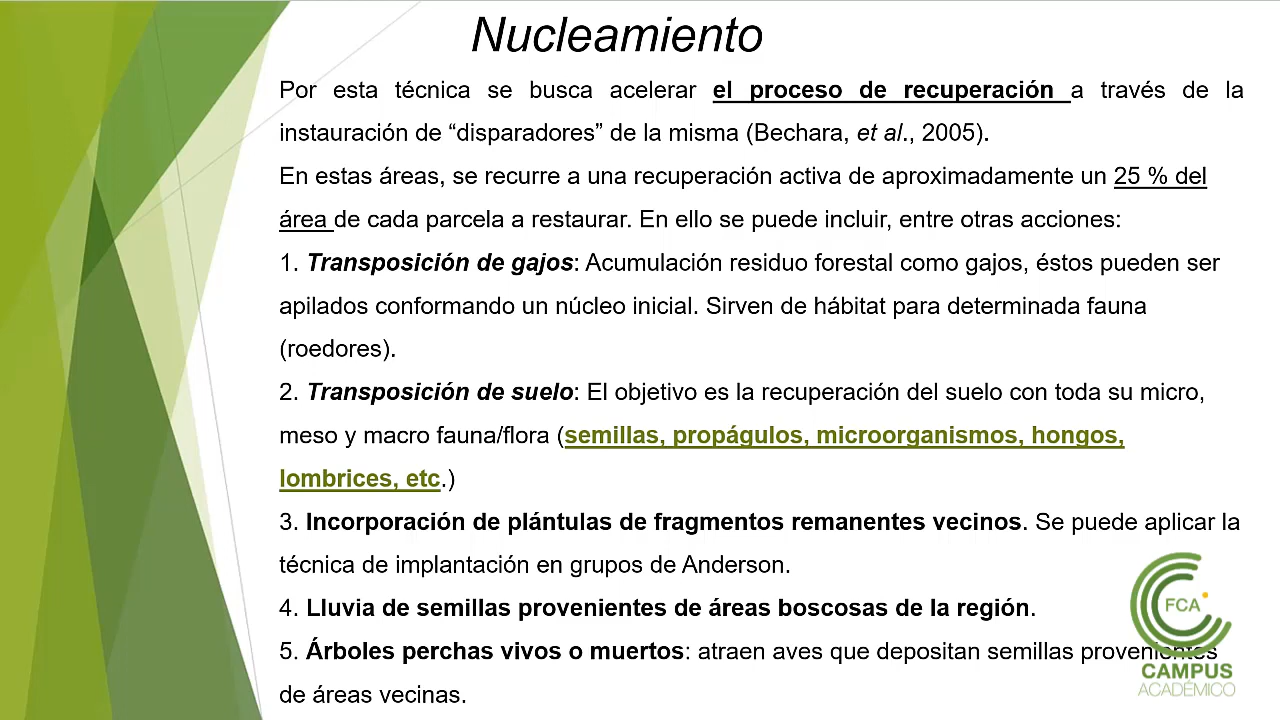 Nucleamiento
Por esta técnica se busca acelerar el proceso de recuperación a través de la
instauración de “disparadores” de la misma (Bechara, et al., 2005).
En estas áreas, se recurre a una recuperación activa de aproximadamente un 25 % del
área de cada parcela a restaurar. En ello se puede incluir, entre otras acciones:
1. Transposición de gajos: Acumulación residuo forestal como gajos, éstos pueden ser
apilados conformando un núcleo inicial. Sirven de hábitat para determinada fauna
(roedores).
2. Transposición de suelo: El objetivo es la recuperación del suelo con toda su micro,
meso y macro fauna/flora (semillas, propágulos, microorganismos, hongos,
lombrices, etc.)
3. Incorporación de plántulas de fragmentos remanentes vecinos. Se puede aplicar la
técnica de implantación en grupos de Anderson.
4. Lluvia de semillas provenientes de áreas boscosas de la región.
5. Árboles perchas vivos o muertos: atraen aves que depositan semillas provenientes
de áreas vecinas.
FCA
CAMPUS
ACADÉMICO